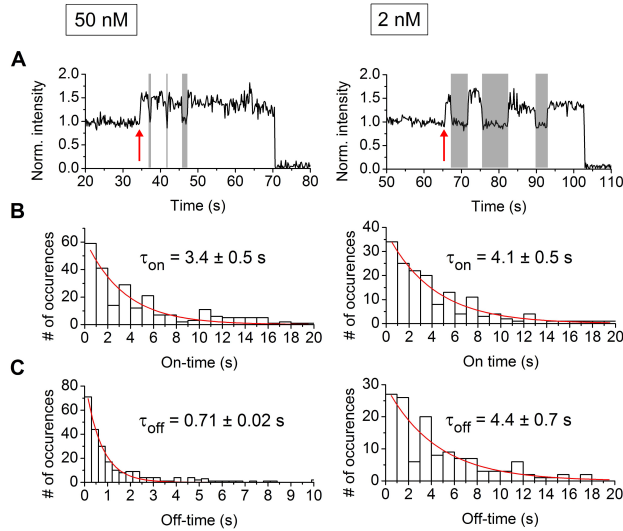 50 nM
2 nM
A
Norm. intensity
2.0
1.5
1.0
0.5
0.0
20 30 40 50 60 70 80
Time (s)
Norm. intensity
2.0
1.5
1.0
0.5
0.0
50 60 70 80 90 100 110
Time (s)
B
# of occurences
60
40
20
0
τon = 3.4 ± 0.5 s
0 2 4 6 8 10 12 14 16 18 20
On-time (s)
# of occurences
40
30
20
10
0
τon = 4.1 ± 0.5 s
0 2 4 6 8 10 12 14 16 18 20
On time (s)
C
# of occurences
80
60
40
20
0
τoff = 0.71 ± 0.02 s
0 1 2 3 4 5 6 7 8 9 10
Off-time (s)
# of occurences
30
20
10
0
τoff = 4.4 ± 0.7 s
0 2 4 6 8 10 12 14 16 18 20
Off-time (s)